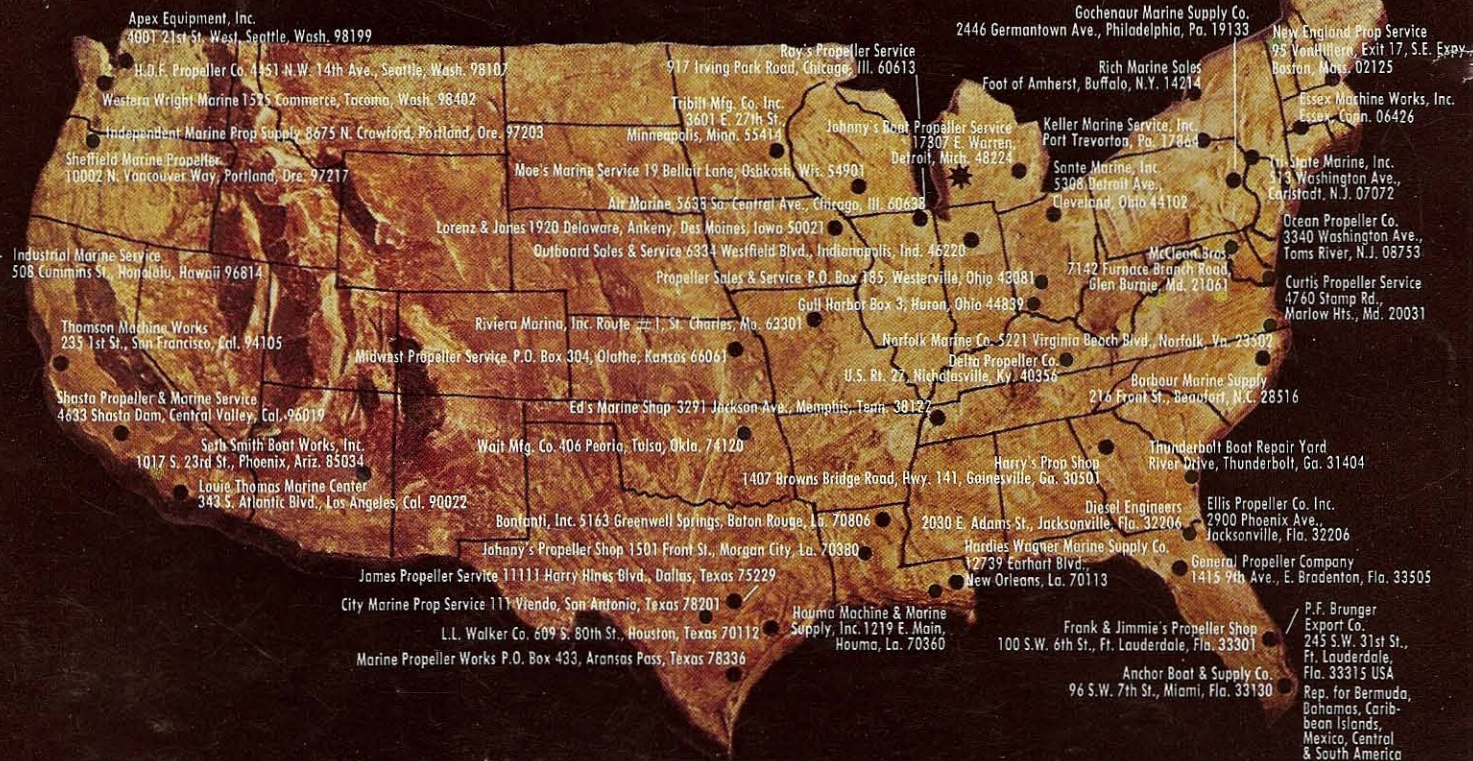 Apex Equipment, Inc.
4001 21st St. West, Seattle, Wash. 98199
H.D.F. Propeller Co. 4451 N.W. 14th Ave., Seattle, Wash. 98107
Western Wright Marine 1525 Commerce, Tacoma, Wash. 98402
Independent Marine Prop Supply 8675 N. Crawford, Portland, Ore. 97203
Sheffield Marine Propeller
10002 N. Vancouver Way, Portland, Ore. 97217
Industrial Marine Service
508 Cummins St., Honolulu, Hawaii 96814
Thomson Machine Works
235 1st St., San Francisco, Cal. 94105
Shasta Propeller & Marine Service
4633 Shasta Dam, Central Valley, Cal. 96019
Seth Smith Boat Works, Inc.
1017 S. 23rd St., Phoenix, Ariz. 85034
Louie Thomas Marine Center
343 S. Atlantic Blvd., Los Angeles, Cal. 90022
Ray's Propeller Service
917 Irving Park Road, Chicago, Ill. 60613
Tribilt Mfg. Co. Inc.
3601 E. 27th St.,
Minneapolis, Minn. 55414
Johnny's Boat Propeller Service
17307 E. Warren,
Detroit, Mich. 48224
Moe's Marine Service 19 Bellair Lane, Oshkosh, Wis. 54901
Air Marine 5638 So. Central Ave., Chicago, Ill. 60638
Lorenz & Jones 1920 Delaware, Ankeny, Des Moines, Iowa 50021
Outboard Sales & Service 6334 Westfield Blvd., Indianapolis, Ind. 46220
Propeller Sales & Service P.O. Box 185, Westerville, Ohio 43081
Gull Harbor Box 3, Huron, Ohio 44839
Riviera Marina, Inc. Route #1, St. Charles, Mo. 63301
Midwest Propeller Service P.O. Box 304, Olathe, Kansas 66061
Norfolk Marine Co. 5221 Virginia Beach Blvd., Norfolk, Va. 23502
Delta Propeller Co.
U.S. Rt. 27, Nicholasville, Ky. 40356
Ed's Marine Shop 3291 Jackson Ave., Memphis, Tenn. 38122
Wait Mfg. Co. 406 Peoria, Tulsa, Okla. 74120
Barbour Marine Supply
216 Front St., Beaufort, N.C. 28516
Harry's Prop Shop
1407 Browns Bridge Road, Hwy. 141, Gainesville, Ga. 30501
Thunderbolt Boat Repair Yard
River Drive, Thunderbolt, Ga. 31404
Bonfanti, Inc. 5163 Greenwell Springs, Baton Rouge, La. 70806
Johnny's Propeller Shop 1501 Front St., Morgan City, La. 70380
James Propeller Service 11111 Harry Hines Blvd., Dallas, Texas 75229
City Marine Prop Service 111 Viendo, San Antonio, Texas 78201
L.L. Walker Co. 609 S. 80th St., Houston, Texas 70112
Marine Propeller Works P.O. Box 433, Aransas Pass, Texas 78336
Houma Machine & Marine
Supply, Inc. 1219 E. Main,
Houma, La. 70360
Diesel Engineers
2030 E. Adams St., Jacksonville, Fla. 32206
Hardies Wagner Marine Supply Co.
12739 Earhart Blvd.,
New Orleans, La. 70113
Ellis Propeller Co. Inc.
2900 Phoenix Ave.,
Jacksonville, Fla. 32206
General Propeller Company
1415 9th Ave., E. Bradenton, Fla. 33505
Frank & Jimmie's Propeller Shop
100 S.W. 6th St., Ft. Lauderdale, Fla. 33301
Anchor Boat & Supply Co.
96 S.W. 7th St., Miami, Fla. 33130
P.F. Brunger
Export Co.
245 S.W. 31st St.,
Ft. Lauderdale,
Fla. 33315 USA
Rep. for Bermuda,
Bahamas, Carib-
bean Islands,
Mexico, Central
& South America
Gochenaur Marine Supply Co.
2446 Germantown Ave., Philadelphia, Pa. 19133
New England Prop Service
95 VonHillern, Exit 17, S.E. Expy.
Boston, Mass. 02125
Rich Marine Sales
Foot of Amherst, Buffalo, N.Y. 14214
Essex Machine Works, Inc.
Essex, Conn. 06426
Keller Marine Service, Inc.
Port Trevorton, Pa. 17864
Sante Marine, Inc.
5308 Detroit Ave.,
Cleveland, Ohio 44102
Tri-State Marine, Inc.
513 Washington Ave.,
Carlstadt, N.J. 07072
Ocean Propeller Co.
3340 Washington Ave.,
Toms River, N.J. 08753
McClean Bros.
7142 Furnace Branch Road,
Glen Burnie, Md. 21061
Curtis Propeller Service
4760 Stamp Rd.,
Marlow Hts., Md. 20031